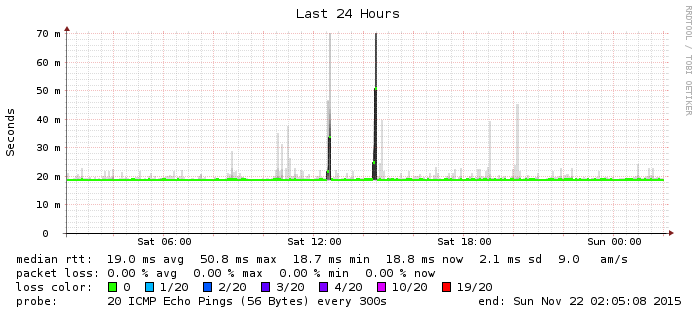 Last 24 Hours
RRDTOOL / TOBI OETIKER
Seconds
70 m
60 m
50 m
40 m
30 m
20 m
10 m
0
Sat 06:00 Sat 12:00 Sat 18:00 Sun 00:00
median rtt: 19.0 ms avg 50.8 ms max 18.7 ms min 18.8 ms now 2.1 ms sd 9.0 am/s
packet loss: 0.00 % avg 0.00 % max 0.00 % min 0.00 % now
loss color: 0 1/20 2/20 3/20 4/20 10/20 19/20
probe: 20 ICMP Echo Pings (56 Bytes) every 300s end: Sun Nov 22 02:05:08 2015